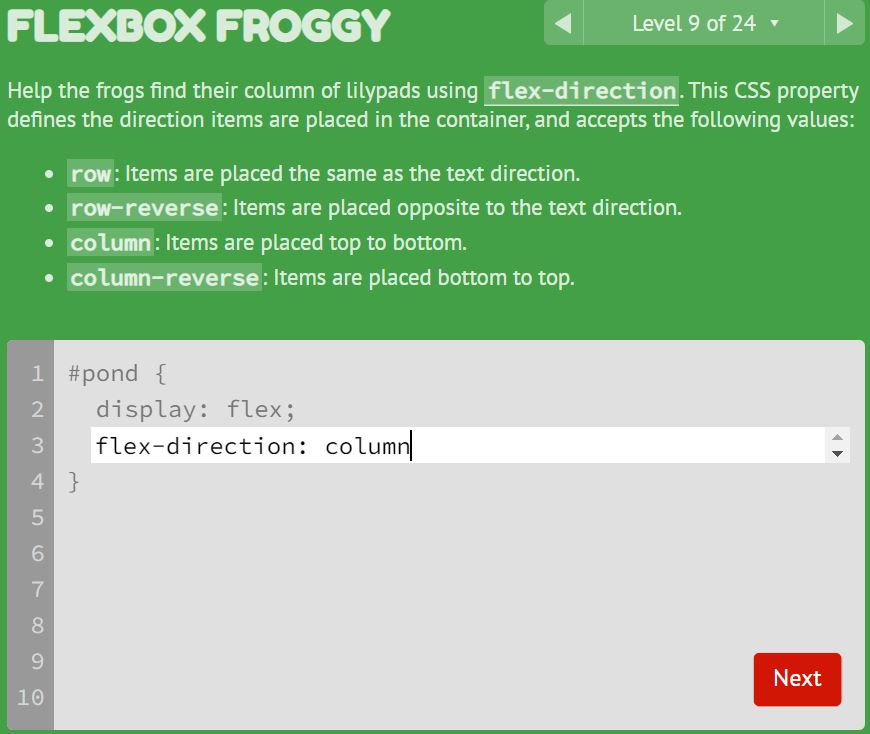 FLEXBOX FROGGY
Level 9 of 24
Help the frogs find their column of lilypads using flex-direction. This CSS property
defines the direction items are placed in the container, and accepts the following values:
row: Items are placed the same as the text direction.
row-reverse: Items are placed opposite to the text direction.
column: Items are placed top to bottom.
column-reverse: Items are placed bottom to top.
1 #pond {
2 display: flex;
3 flex-direction: column
4 }
5
6
7
8
9
10
Next